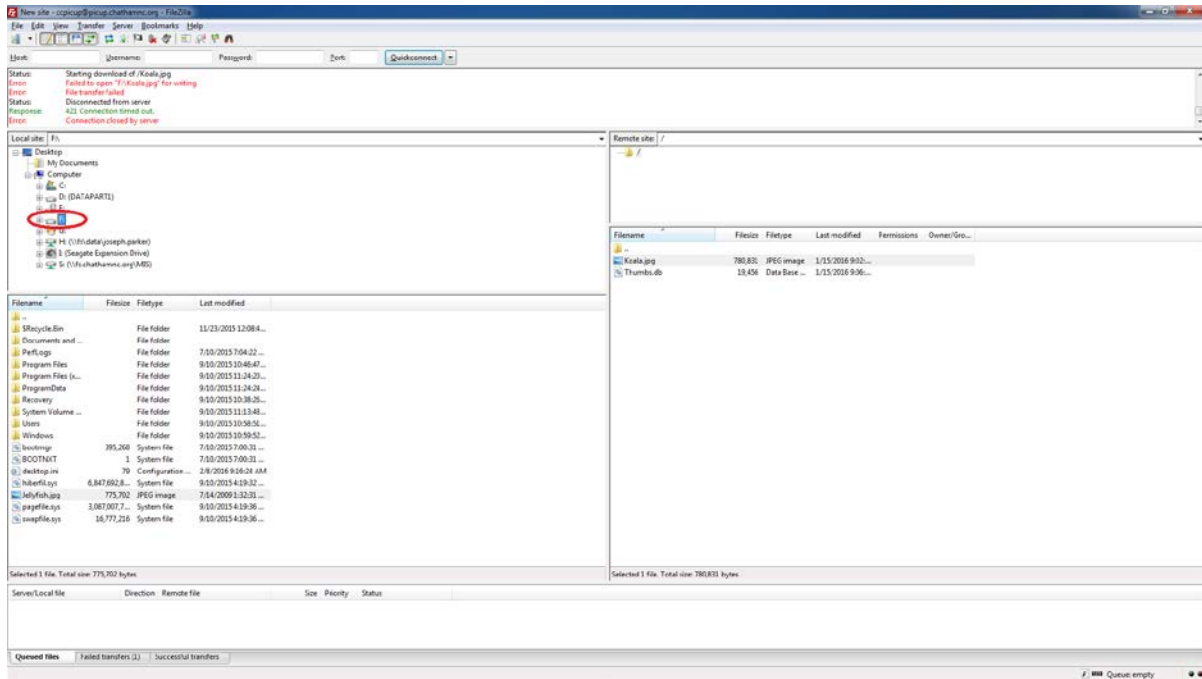 New site - ccpicup@picup.chathamnc.org - FileZilla
File Edit View Transfer Server Bookmarks Help
Host: Username: Password: Port: Quickconnect
Status: Starting download of /Koala.jpg
Error: Failed to open "F:\Koala.jpg" for writing
Error: File transfer failed
Status: Disconnected from server
Response: 421 Connection timed out.
Error: Connection closed by server
Local site: F:\
Desktop
My Documents
Computer
C:
D: (DATAPART1)
E:
F:
G:
H: (\\fs\data\joseph.parker)
I: (Seagate Expansion Drive)
S: (\\fs.chathamnc.org\MIS)
Filename Filesize Filetype Last modified
..
$Recycle.Bin File folder 11/23/2015 12:08:4...
Documents and ... File folder
PerfLogs File folder 7/10/2015 7:04:22 ...
Program Files File folder 9/10/2015 10:46:47...
Program Files (x... File folder 9/10/2015 11:24:23...
ProgramData File folder 9/10/2015 11:24:24...
Recovery File folder 9/10/2015 10:38:25...
System Volume ... File folder 9/10/2015 11:13:48...
Users File folder 9/10/2015 10:58:51...
Windows File folder 9/10/2015 10:59:52...
bootmgr 395,268 System file 7/10/2015 7:00:31 ...
BOOTNXT 1 System file 7/10/2015 7:00:31 ...
desktop.ini 79 Configuration ... 2/8/2016 9:16:28 AM
hiberfil.sys 6,847,692,8... System file 9/10/2015 4:19:32 ...
Jellyfish.jpg 775,702 JPEG image 7/14/2009 1:32:31 ...
pagefile.sys 3,087,007,7... System file 9/10/2015 4:19:36 ...
swapfile.sys 16,777,216 System file 9/10/2015 4:19:36 ...
Selected 1 file. Total size: 775,702 bytes
Remote site: /
/
Filename Filesize Filetype Last modified Permissions Owner/Gro...
..
Koala.jpg 780,831 JPEG image 1/15/2016 9:02:...
Thumbs.db 19,456 Data Base ... 1/15/2016 9:06:...
Selected 1 file. Total size: 780,831 bytes
Server/Local file Direction Remote file Size Priority Status
Queued files Failed transfers (1) Successful transfers
Queue: empty